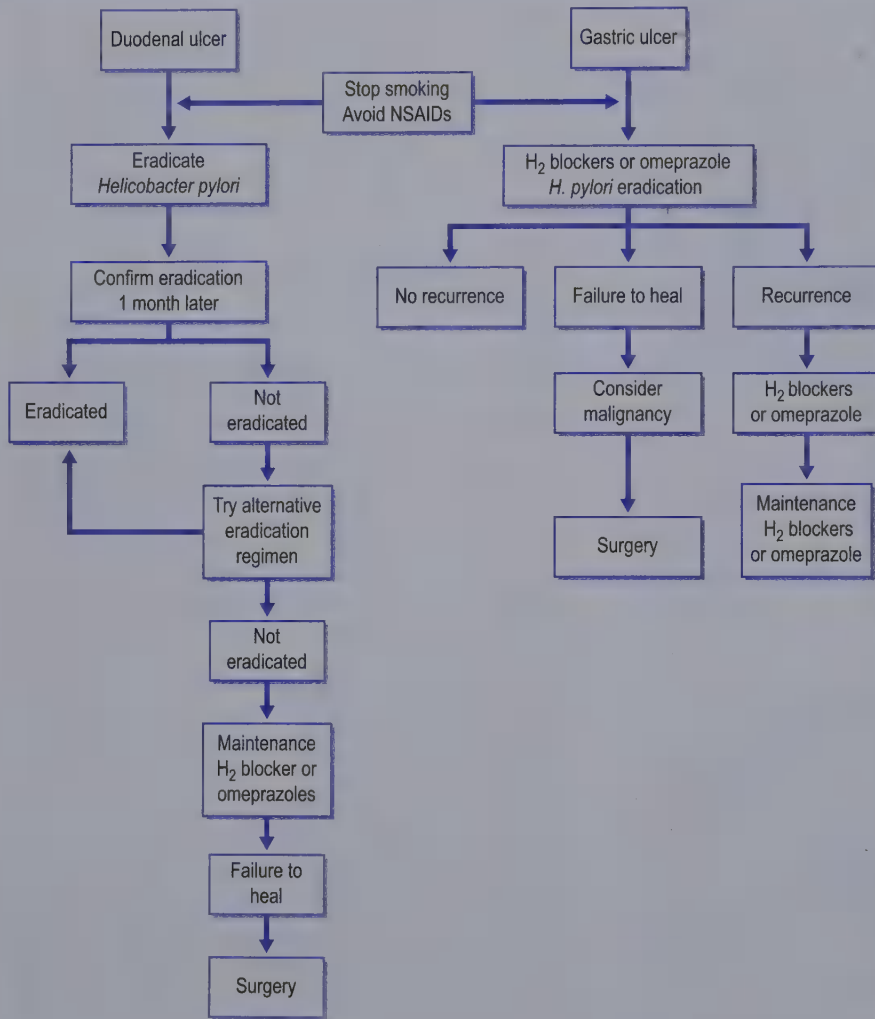 Duodenal ulcer
Gastric ulcer
Stop smoking
Avoid NSAIDs
Eradicate
Helicobacter pylori
H₂ blockers or omeprazole
H. pylori eradication
Confirm eradication
1 month later
No recurrence
Failure to heal
Recurrence
Eradicated
Not
eradicated
Consider
malignancy
H₂ blockers
or omeprazole
Try alternative
eradication
regimen
Surgery
Maintenance
H₂ blockers
or omeprazole
Not
eradicated
Maintenance
H₂ blocker or
omeprazoles
Failure to
heal
Surgery